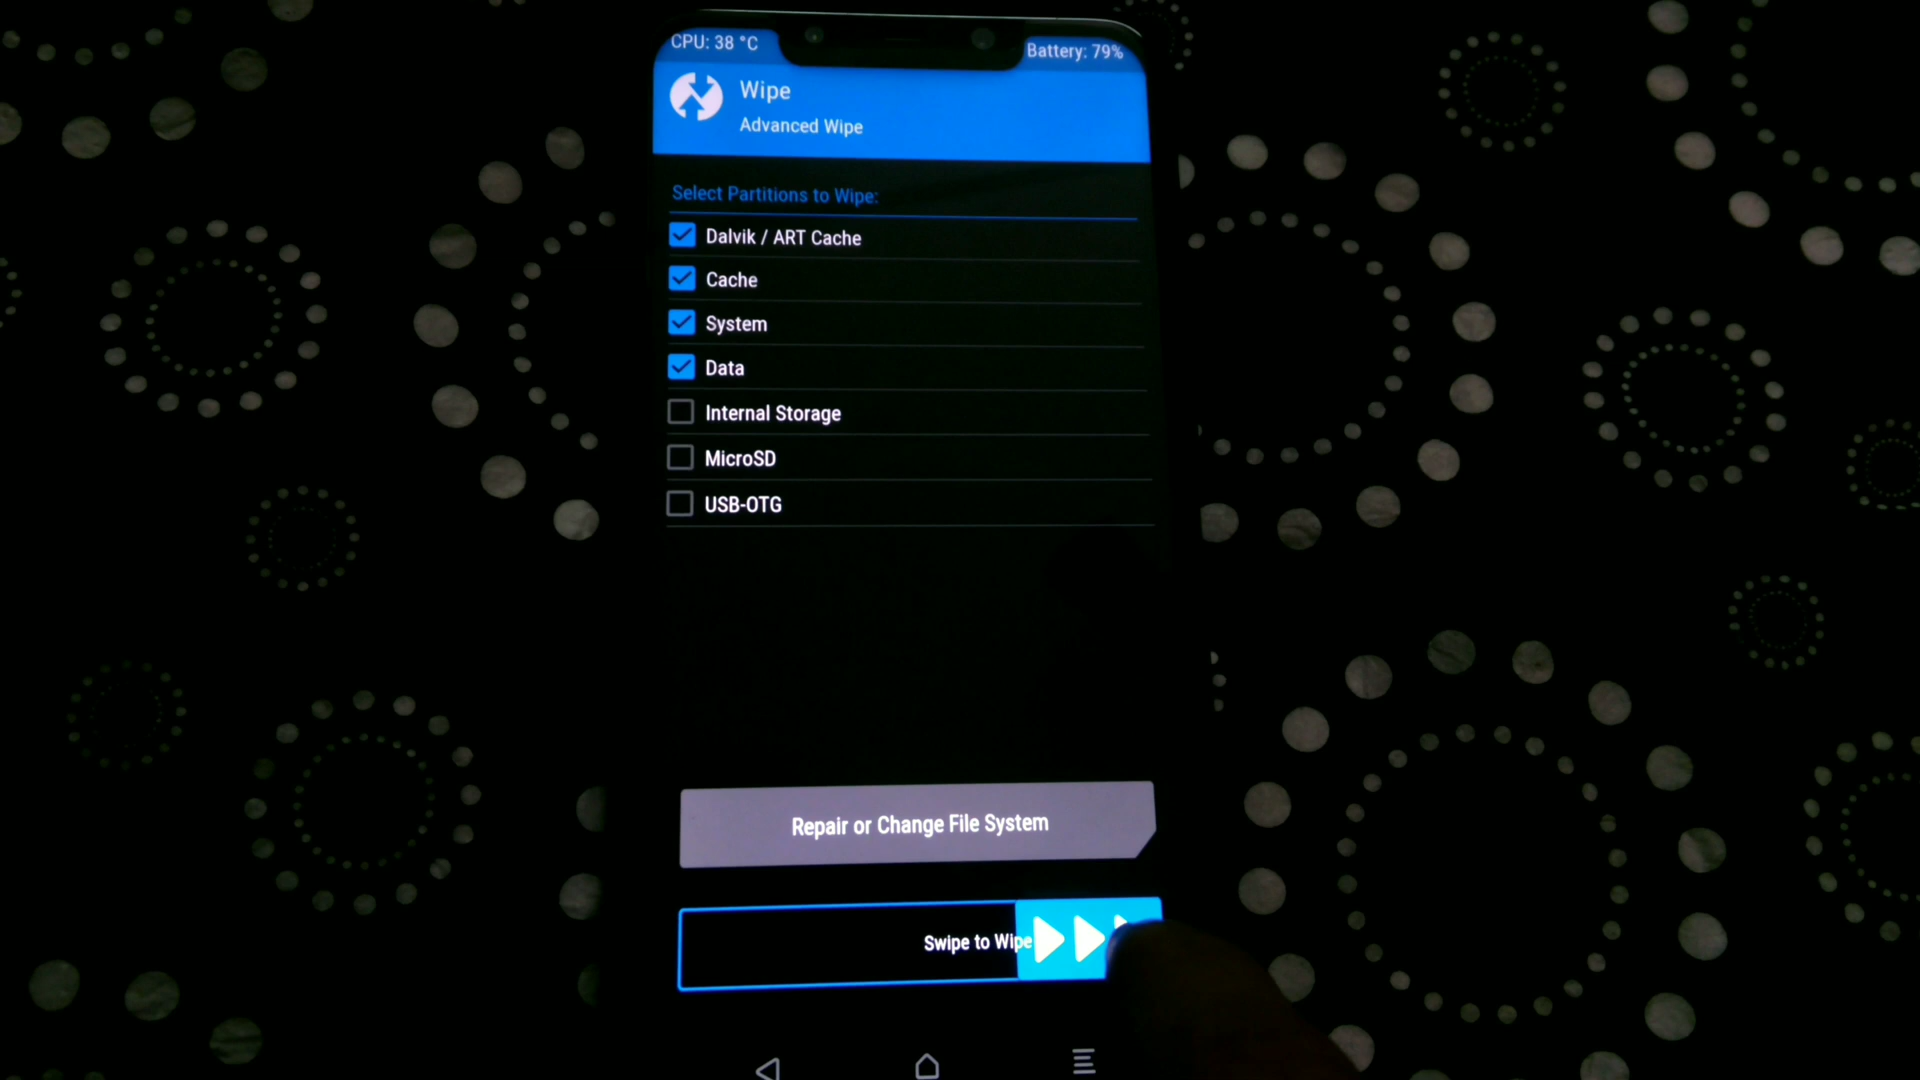 CPU: 38 °C
Battery: 79%
Wipe
Advanced Wipe
Select Partitions to Wipe:
Dalvik / ART Cache
Cache
System
Data
Internal Storage
MicroSD
USB-OTG
Repair or Change File System
Swipe to Wipe